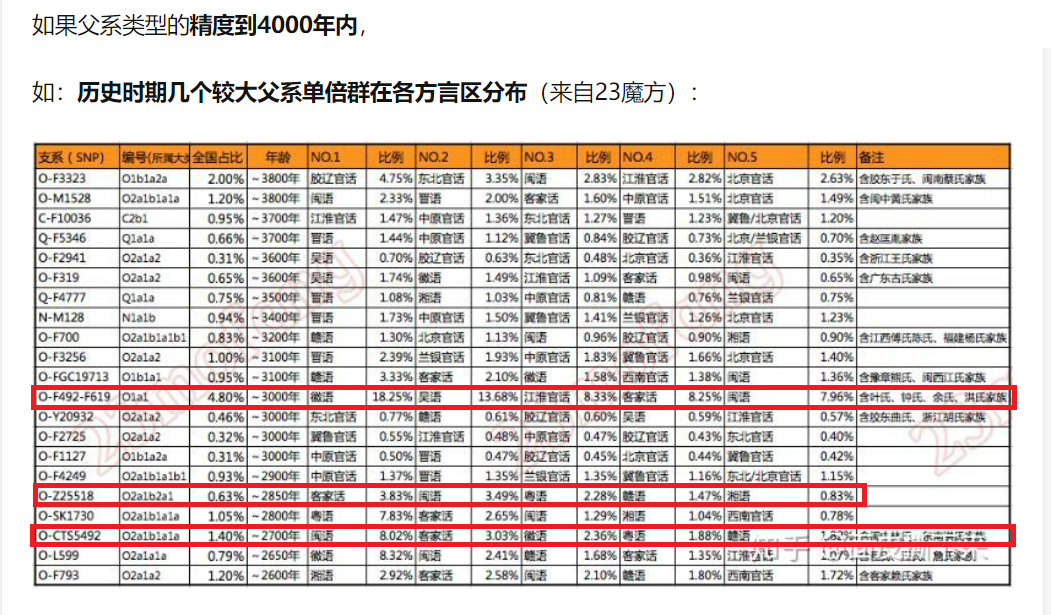 如果父系类型的精度到4000年内，
如：历史时期几个较大父系单倍群在各方言区分布（来自23魔方）：
支系（SNP） 编号(所属大 全国占比 年龄 NO.1 比例 NO.2 比例 NO.3 比例 NO.4 比例 NO.5 比例 备注
O-F3323 O1b1a2a 2.00% ~3800年 胶辽官话 4.75% 东北官话 3.35% 闽语 2.83% 江淮官话 2.82% 北京官话 2.63% 含胶东于氏、闽南蔡氏家族
O-M1528 O2a1b1a1a 1.20% ~3800年 闽语 2.33% 晋语 2.00% 客家话 1.60% 中原官话 1.51% 北京官话 1.49% 含闽中黄氏家族
C-F10036 C2b1 0.95% ~3700年 江淮官话 1.47% 中原官话 1.36% 东北官话 1.27% 晋语 1.23% 冀鲁/北京官话 1.20%
Q-F5346 Q1a1a 0.66% ~3700年 晋语 1.44% 中原官话 1.12% 冀鲁官话 0.84% 胶辽官话 0.73% 北京/兰银官话 0.70% 含赵匡胤家族
O-F2941 O2a1a2 0.31% ~3600年 吴语 0.70% 胶辽官话 0.63% 东北官话 0.48% 北京官话 0.36% 江淮官话 0.35% 含浙江王氏家族
O-F319 O2a1a2 0.65% ~3600年 吴语 1.74% 徽语 1.49% 江淮官话 1.09% 客家话 0.98% 闽语 0.65% 含广东古氏家族
Q-F4777 Q1a1a 0.75% ~3500年 晋语 1.08% 湘语 1.03% 中原官话 0.81% 赣语 0.76% 兰银官话 0.75%
N-M128 N1a1b 0.94% ~3400年 晋语 1.73% 中原官话 1.50% 冀鲁官话 1.41% 兰银官话 1.26% 北京官话 1.23%
O-F700 O2a1b1a1b1 0.83% ~3200年 赣语 1.30% 北京官话 1.13% 闽语 0.96% 胶辽官话 0.90% 湘语 0.90% 含江西傅氏陈氏、福建杨氏家族
O-F3256 O2a1a2 1.00% ~3100年 晋语 2.39% 兰银官话 1.93% 中原官话 1.83% 冀鲁官话 1.66% 北京官话 1.40%
O-FGC19713 O1b1a1 0.95% ~3100年 赣语 3.33% 客家话 2.10% 徽语 1.58% 西南官话 1.38% 闽语 1.36% 含豫章熊氏、闽西江氏家族
O-F492-F619 O1a1 4.80% ~3000年 徽语 18.25% 吴语 13.68% 江淮官话 8.33% 客家话 8.25% 闽语 7.96% 含叶氏、钟氏、余氏、洪氏家族
O-Y20932 O2a1a2 0.46% ~3000年 东北官话 0.77% 赣语 0.61% 胶辽官话 0.60% 吴语 0.59% 江淮官话 0.57% 含胶东曲氏、浙江胡氏家族
O-F2725 O2a1a2 0.32% ~3000年 冀鲁官话 0.55% 江淮官话 0.48% 中原官话 0.47% 胶辽官话 0.43% 东北官话 0.40%
O-F1127 O1b1a2a 0.31% ~3000年 中原官话 0.50% 晋语 0.47% 胶辽官话 0.45% 北京官话 0.44% 冀鲁官话 0.42%
O-F4249 O2a1b1a1b1 0.93% ~2900年 中原官话 1.37% 晋语 1.35% 兰银官话 1.35% 冀鲁官话 1.16% 东北/北京官话 1.15%
O-Z25518 O2a1b2a1 0.63% ~2850年 客家话 3.83% 闽语 3.49% 粤语 2.28% 赣语 1.47% 湘语 0.83%
O-SK1730 O2a1b1a1a 1.05% ~2800年 粤语 7.83% 客家话 2.65% 闽语 1.29% 湘语 1.04% 西南官话 0.78%
O-CTS5492 O2a1b1a1a 1.40% ~2700年 闽语 8.02% 客家话 3.03% 徽语 2.36% 粤语 1.88% 赣语 1.82%
O-L599 O2a1a1a 0.79% ~2650年 徽语 8.32% 闽语 2.41% 赣语 1.68% 客家话 1.35% 江淮官话
O-F793 O2a1a2 1.20% ~2600年 湘语 2.92% 客家话 2.58% 闽语 2.10% 赣语 1.80% 西南官话 1.72% 含客家赖氏家族